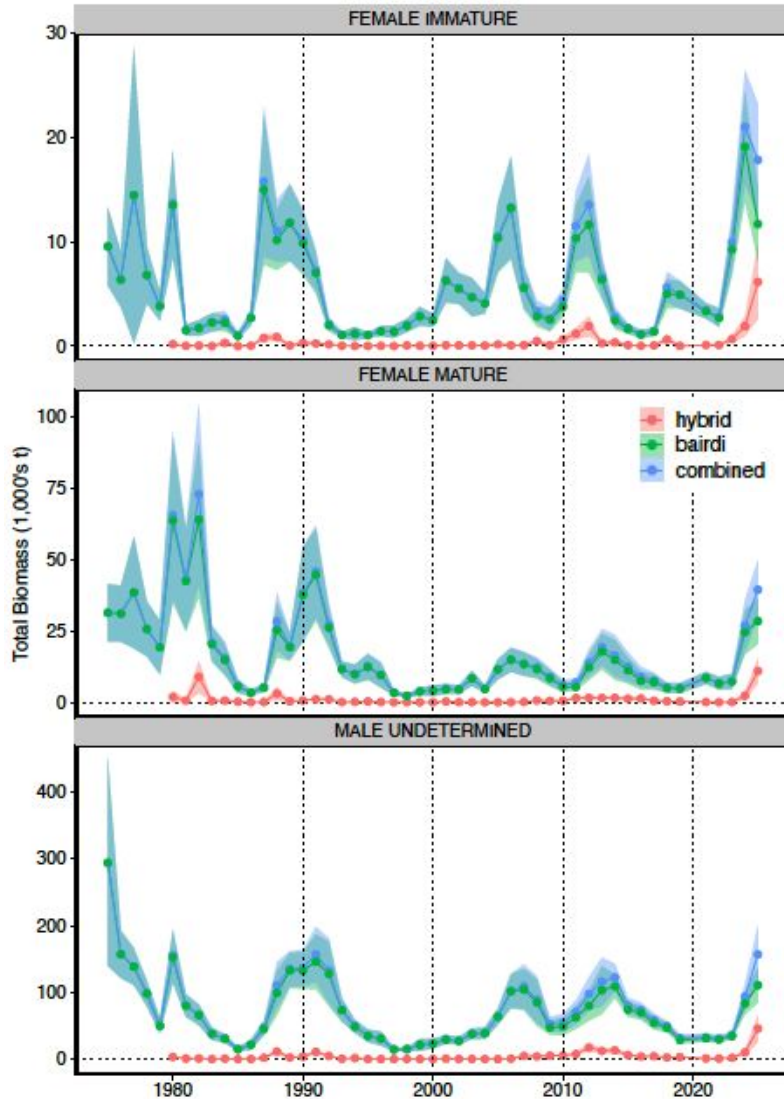 FEMALE IMMATURE
30
20
10
0
FEMALE MATURE
100
75
50
25
0
hybrid
bairdi
combined
Total Biomass (1,000's t)
MALE UNDETERMINED
400
300
200
100
0
1980 1990 2000 2010 2020